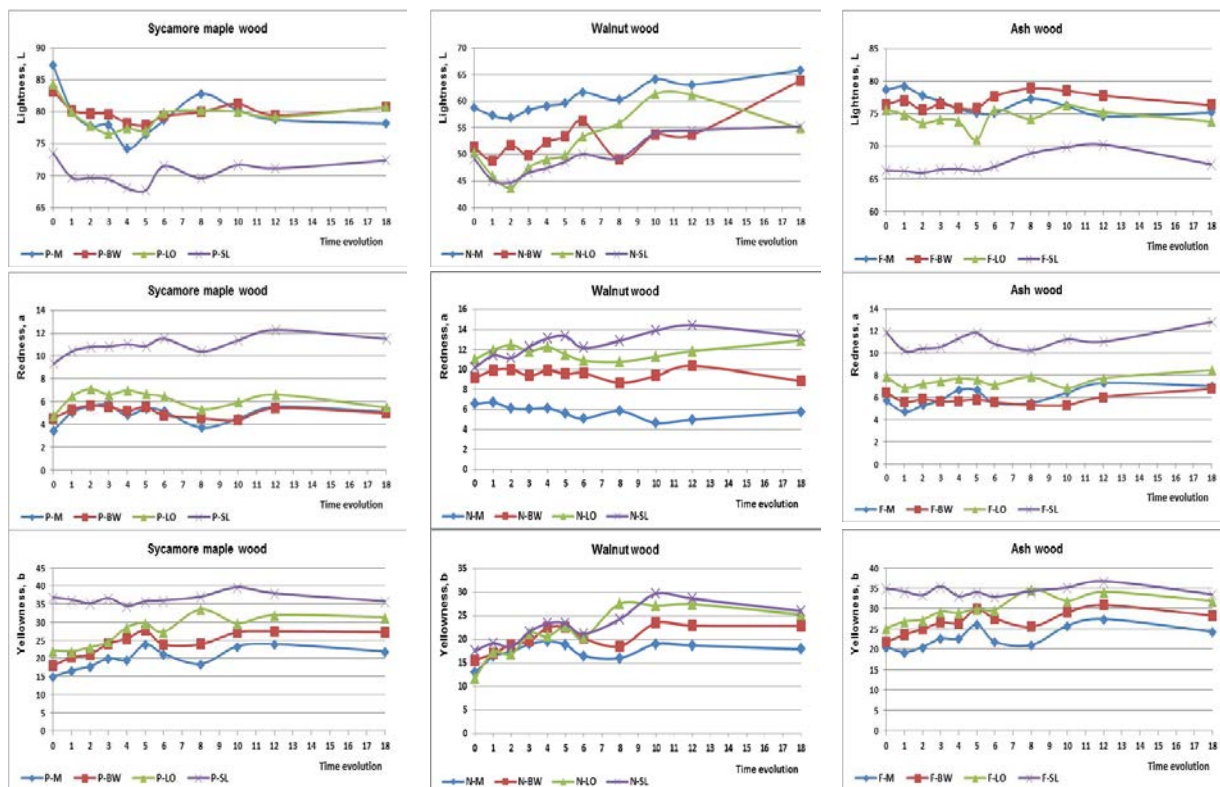 Sycamore maple wood
Lightness, L
90
85
80
75
70
65
0 1 2 3 4 5 6 7 8 9 10 11 12 13 14 15 16 17 18
Time evolution
P-M P-BW P-LO P-SL
Walnut wood
Lightness, L
70
65
60
55
50
45
40
0 1 2 3 4 5 6 7 8 9 10 11 12 13 14 15 16 17 18
Time evolution
N-M N-BW N-LO N-SL
Ash wood
Lightness, L
85
80
75
70
65
60
0 1 2 3 4 5 6 7 8 9 10 11 12 13 14 15 16 17 18
Time evolution
F-M F-BW F-LO F-SL
Sycamore maple wood
Redness, a
14
12
10
8
6
4
2
0
0 1 2 3 4 5 6 7 8 9 10 11 12 13 14 15 16 17 18
Time evolution
P-M P-BW P-LO P-SL
Walnut wood
Redness, a
16
14
12
10
8
6
4
2
0
0 1 2 3 4 5 6 7 8 9 10 11 12 13 14 15 16 17 18
Time evolution
N-M N-BW N-LO N-SL
Ash wood
Redness, a
14
12
10
8
6
4
2
0
0 1 2 3 4 5 6 7 8 9 10 11 12 13 14 15 16 17 18
Time evolution
F-M F-BW F-LO F-SL
Sycamore maple wood
Yellowness, b
45
40
35
30
25
20
15
10
5
0
0 1 2 3 4 5 6 7 8 9 10 11 12 13 14 15 16 17 18
Time evolution
P-M P-BW P-LO P-SL
Walnut wood
Yellowness, b
35
30
25
20
15
10
5
0
0 1 2 3 4 5 6 7 8 9 10 11 12 13 14 15 16 17 18
Time evolution
N-M N-BW N-LO N-SL
Ash wood
Yellowness, b
40
35
30
25
20
15
10
5
0
0 1 2 3 4 5 6 7 8 9 10 11 12 13 14 15 16 17 18
Time evolution
F-M F-BW F-LO F-SL